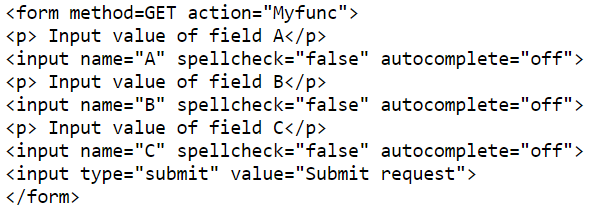 <form method=GET action="Myfunc">
<p> Input value of field A</p>
<input name="A" spellcheck="false" autocomplete="off">
<p> Input value of field B</p>
<input name="B" spellcheck="false" autocomplete="off">
<p> Input value of field C</p>
<input name="C" spellcheck="false" autocomplete="off">
<input type="submit" value="Submit request">
</form>